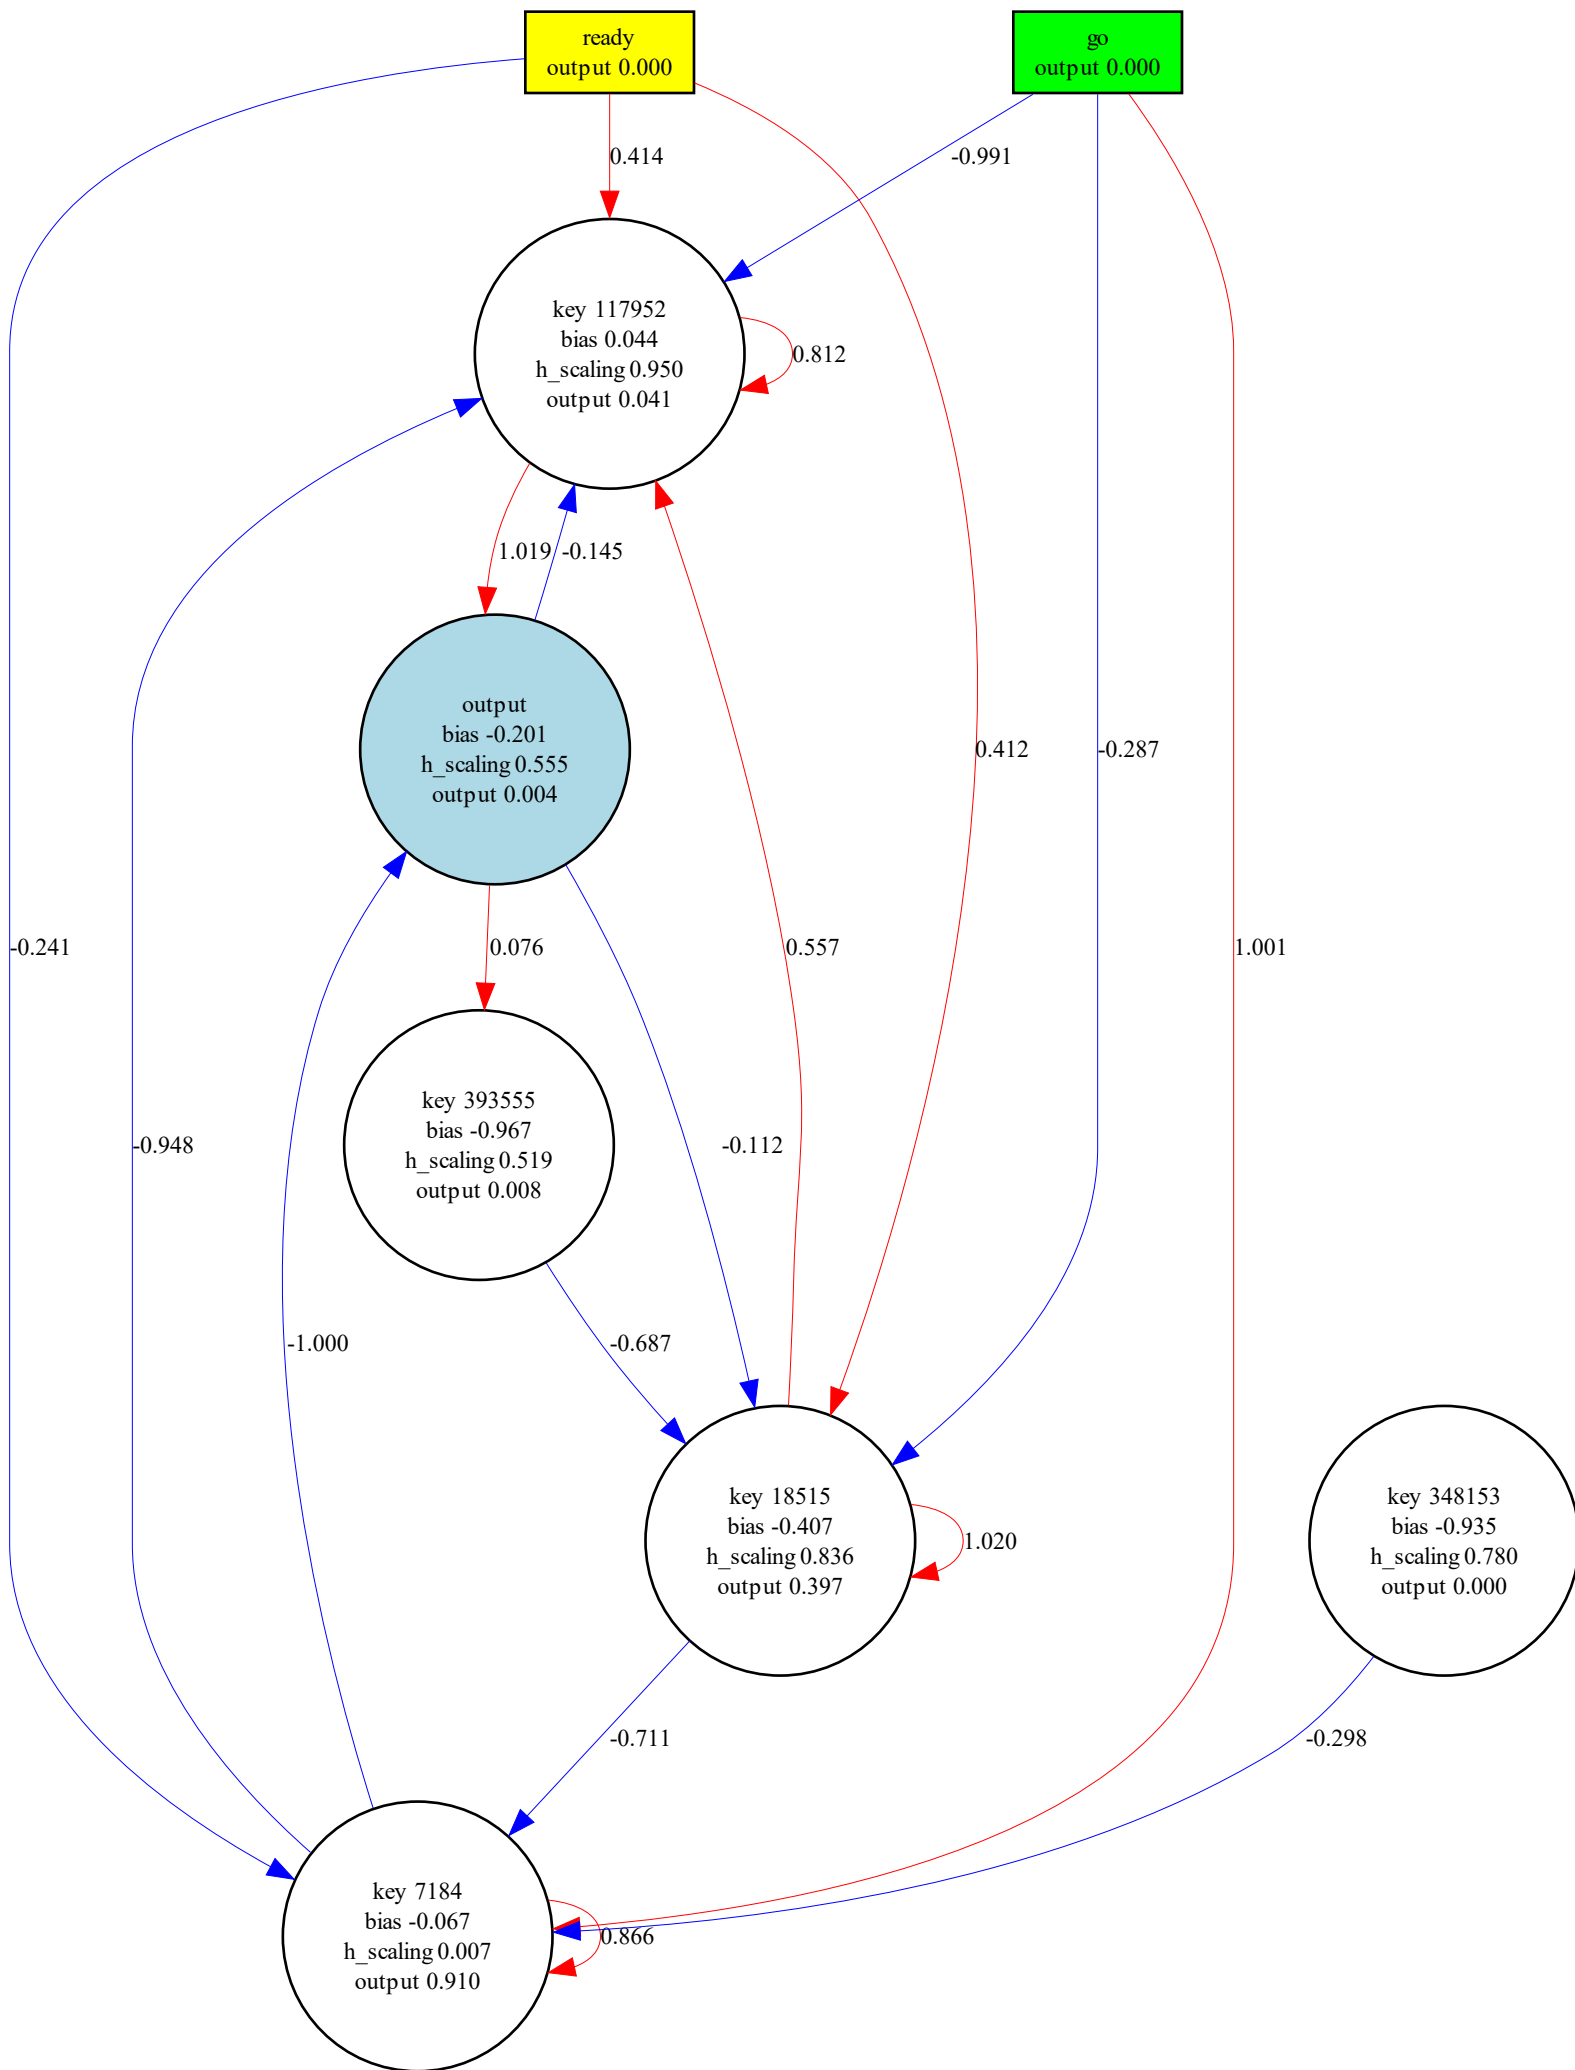 ready
output 0.000
go
output 0.000
0.414
-0.991
key 117952
bias 0.044
h_scaling 0.950
output 0.041
0.812
1.019
-0.145
output
bias -0.201
h_scaling 0.555
output 0.004
0.412
-0.287
-0.241
0.076
0.557
1.001
key 393555
bias -0.967
h_scaling 0.519
output 0.008
-0.948
-0.112
-1.000
-0.687
key 18515
bias -0.407
h_scaling 0.836
output 0.397
1.020
key 348153
bias -0.935
h_scaling 0.780
output 0.000
-0.711
-0.298
key 7184
bias -0.067
h_scaling 0.007
output 0.910
0.866